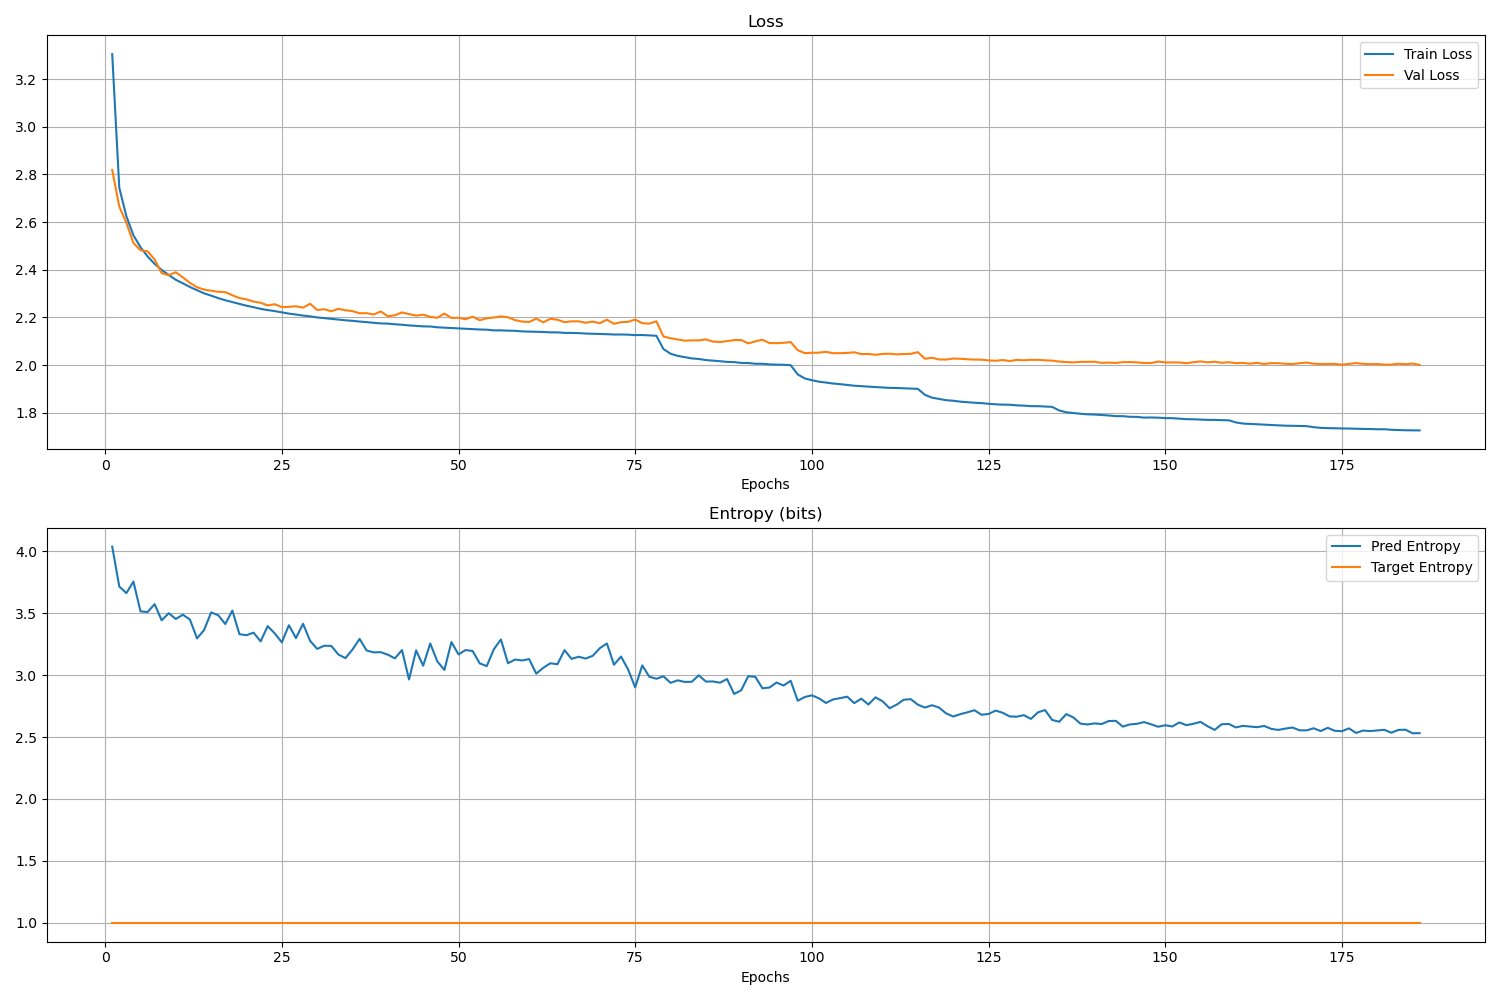 Loss
Train Loss
Val Loss
3.2
3.0
2.8
2.6
2.4
2.2
2.0
1.8
0 25 50 75 100 125 150 175
Epochs
Entropy (bits)
Pred Entropy
Target Entropy
4.0
3.5
3.0
2.5
2.0
1.5
1.0
0 25 50 75 100 125 150 175
Epochs